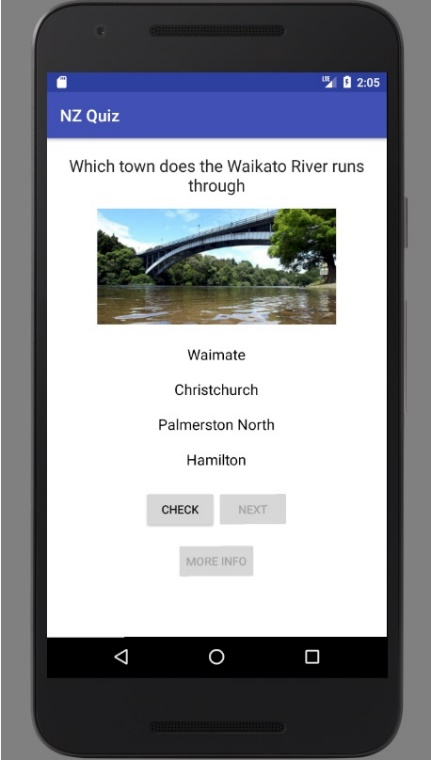 LTE 2:05
NZ Quiz
Which town does the Waikato River runs
through
Waimate
Christchurch
Palmerston North
Hamilton
CHECK NEXT
MORE INFO